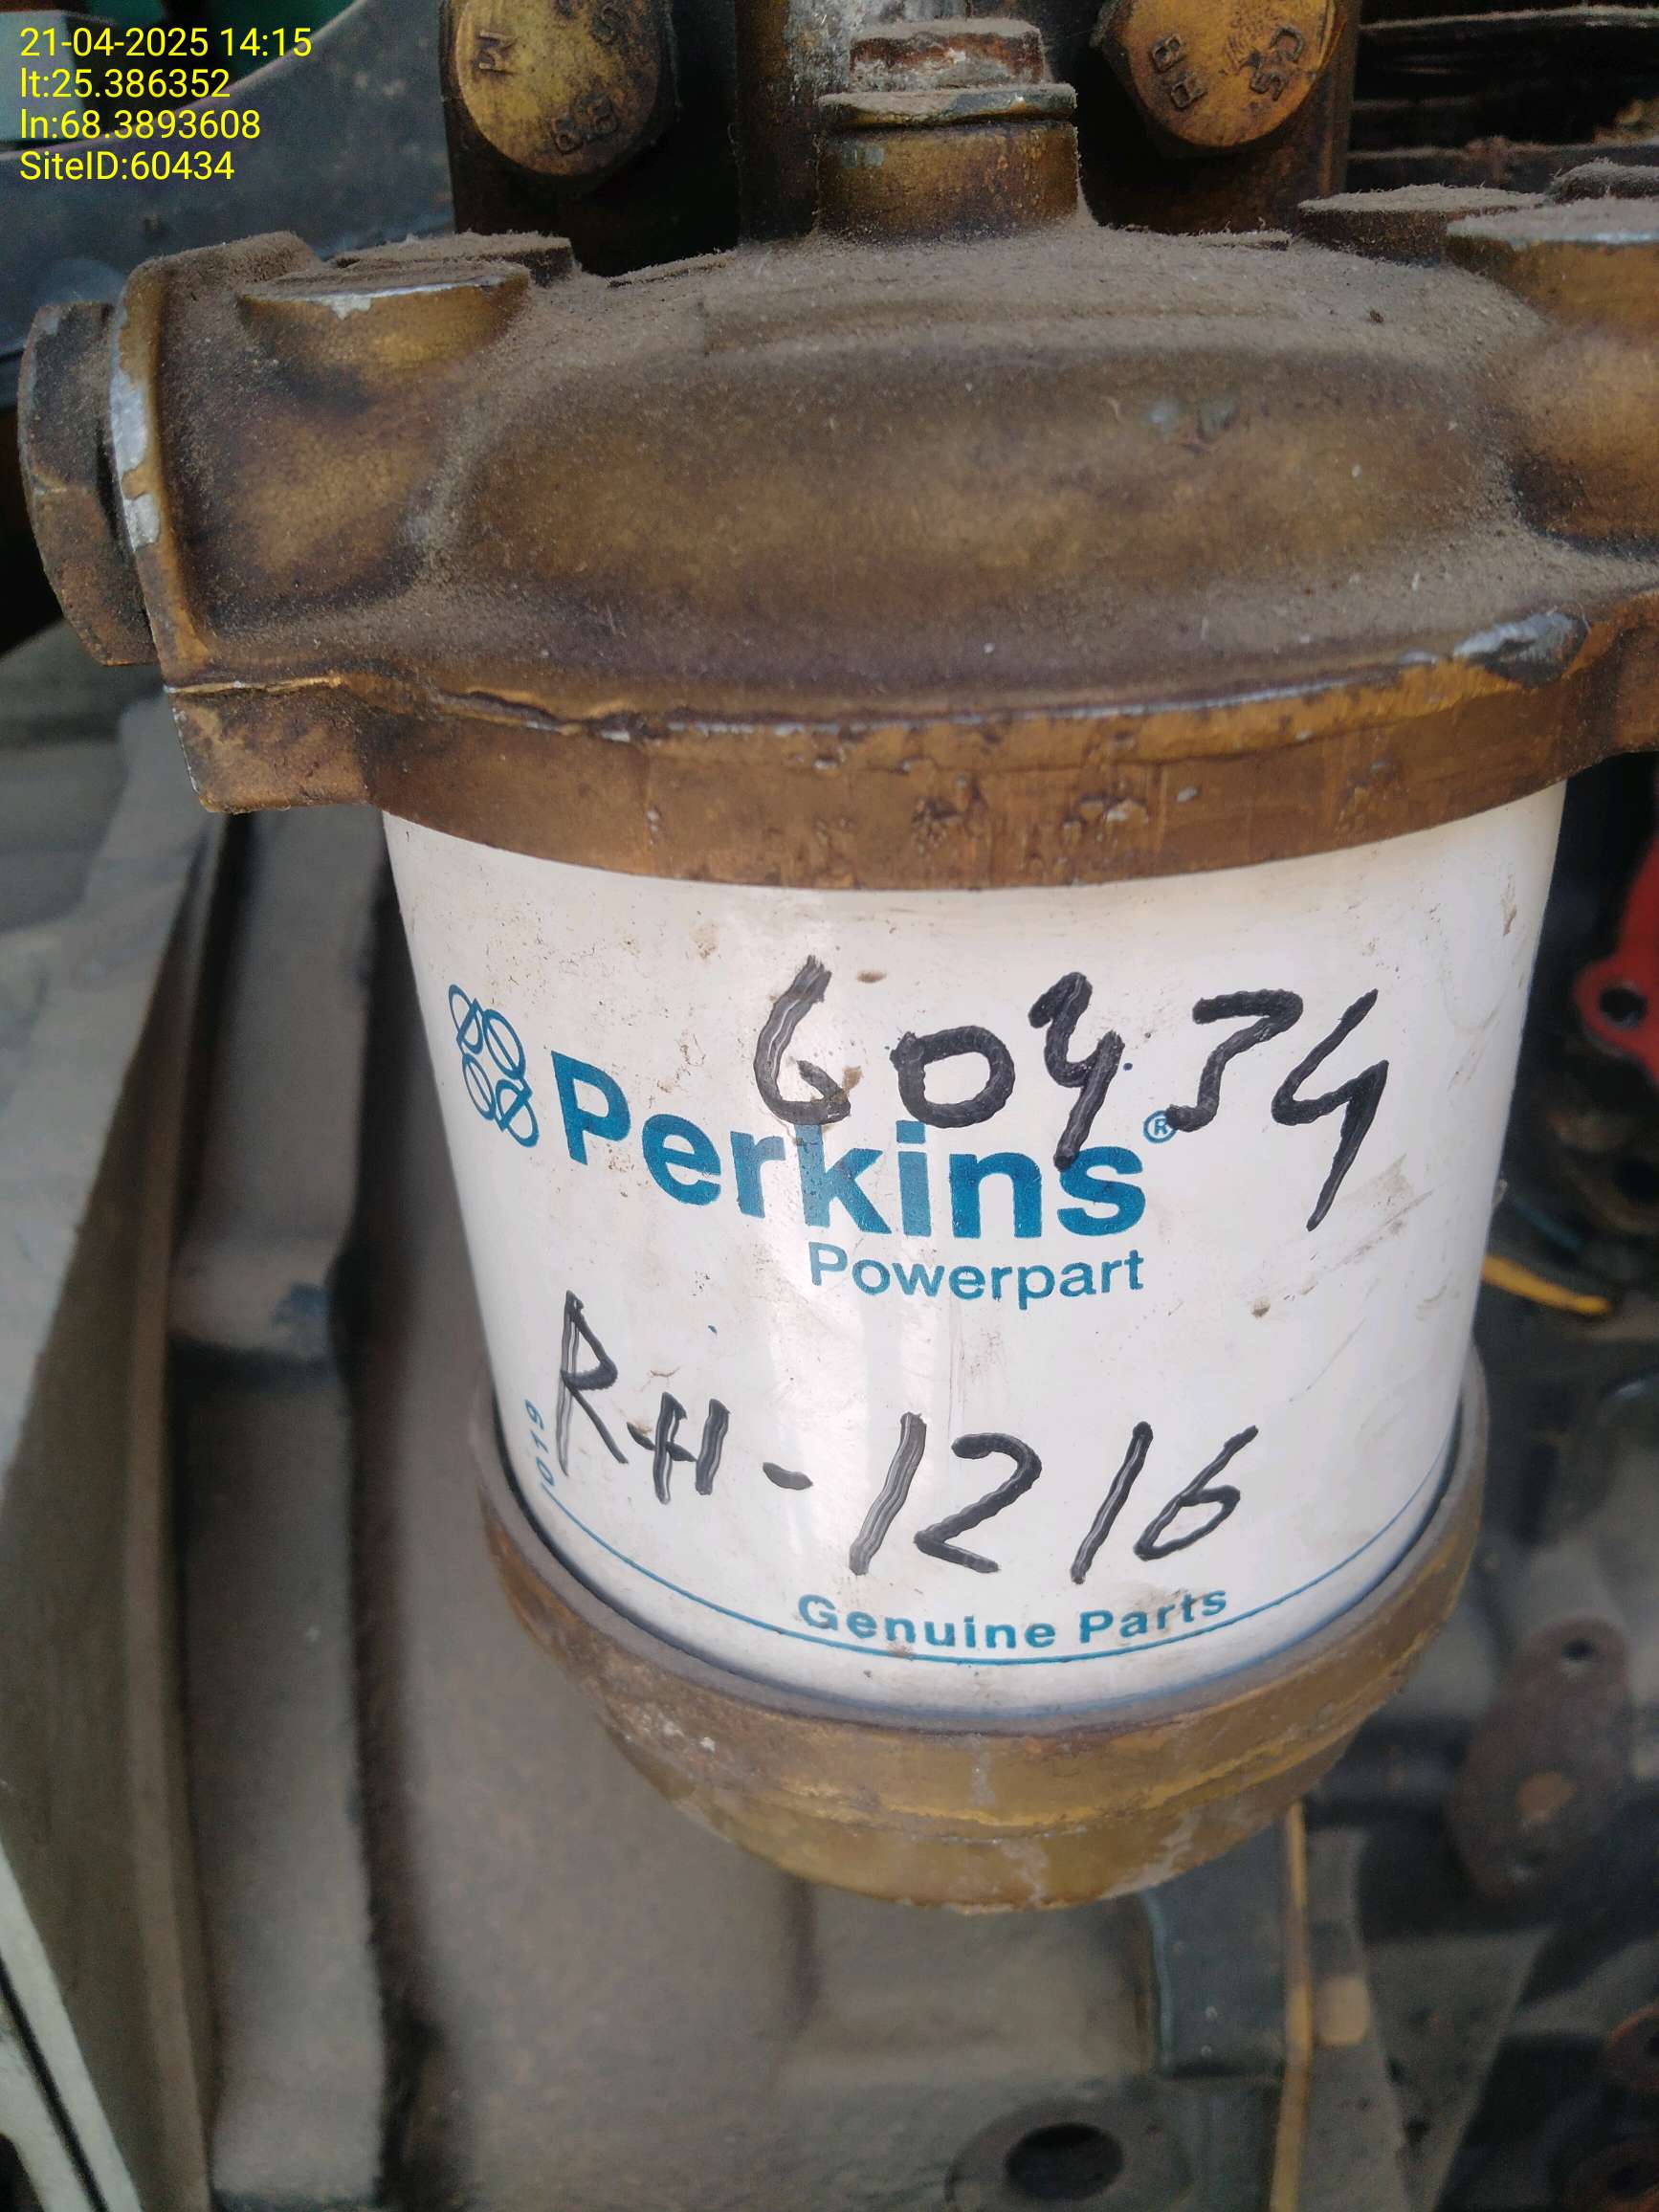 21-04-2025 14:15
lt:25.386352
ln:68.3893608
SiteID:60434
60434
Perkins®
Powerpart
RH-1216
Genuine Parts